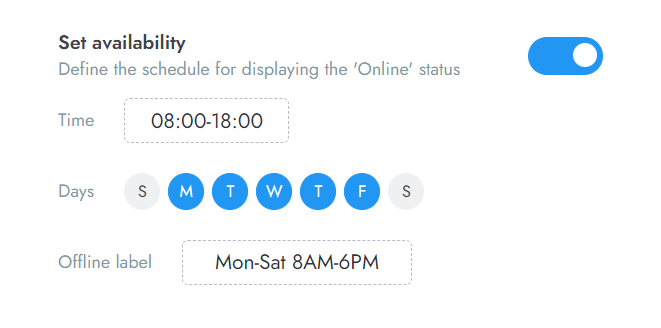 Set availability
Define the schedule for displaying the 'Online' status
Time 08:00-18:00
Days S M T W T F S
Offline label Mon-Sat 8AM-6PM